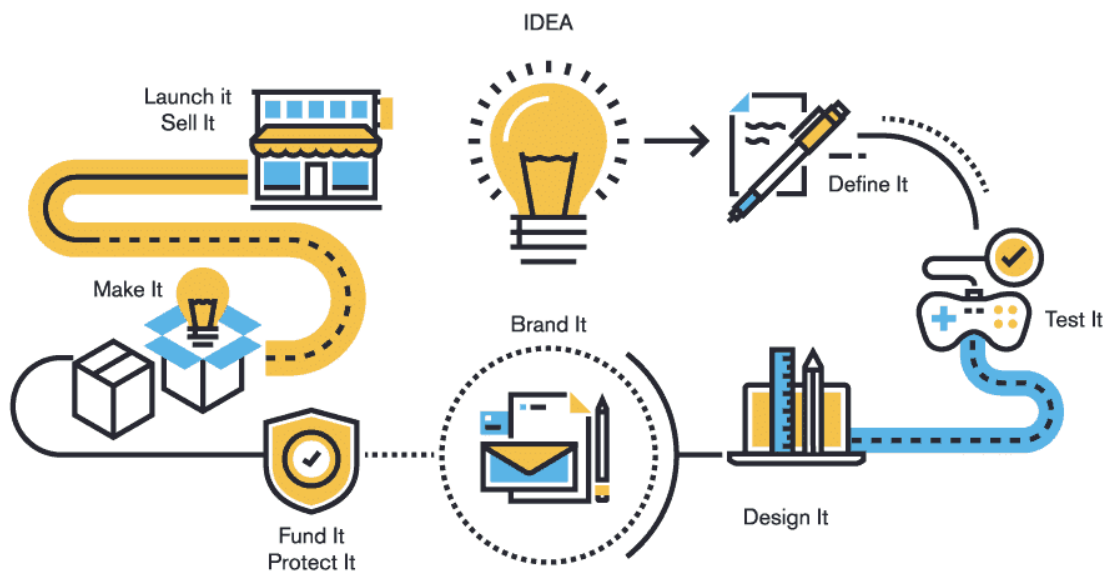 IDEA
Launch it
Sell It
Define It
Make It
Test It
Brand It
Design It
Fund It
Protect It